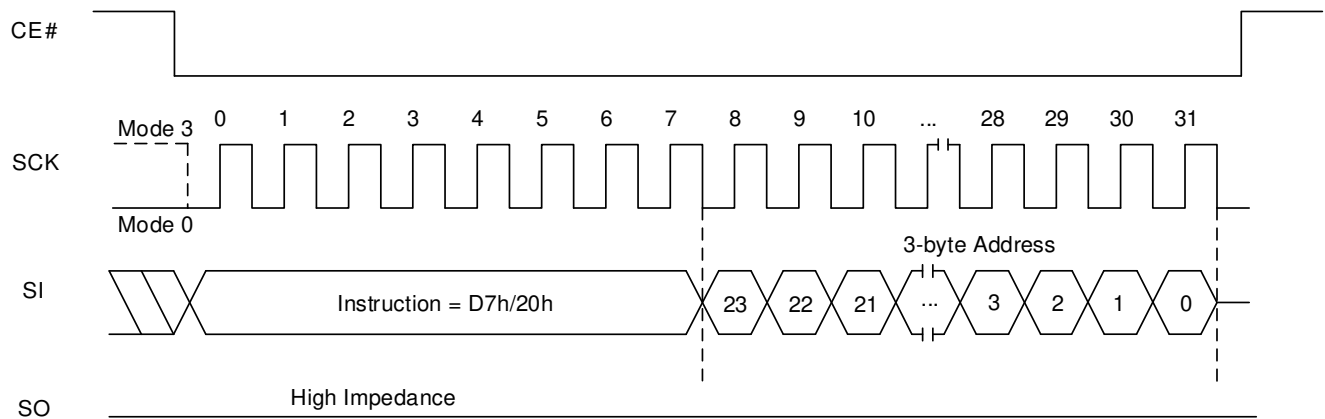 CE#
Mode 3 0 1 2 3 4 5 6 7 8 9 10 ... 28 29 30 31
SCK
Mode 0
3-byte Address
SI Instruction = D7h/20h 23 22 21 ... 3 2 1 0
High Impedance
SO